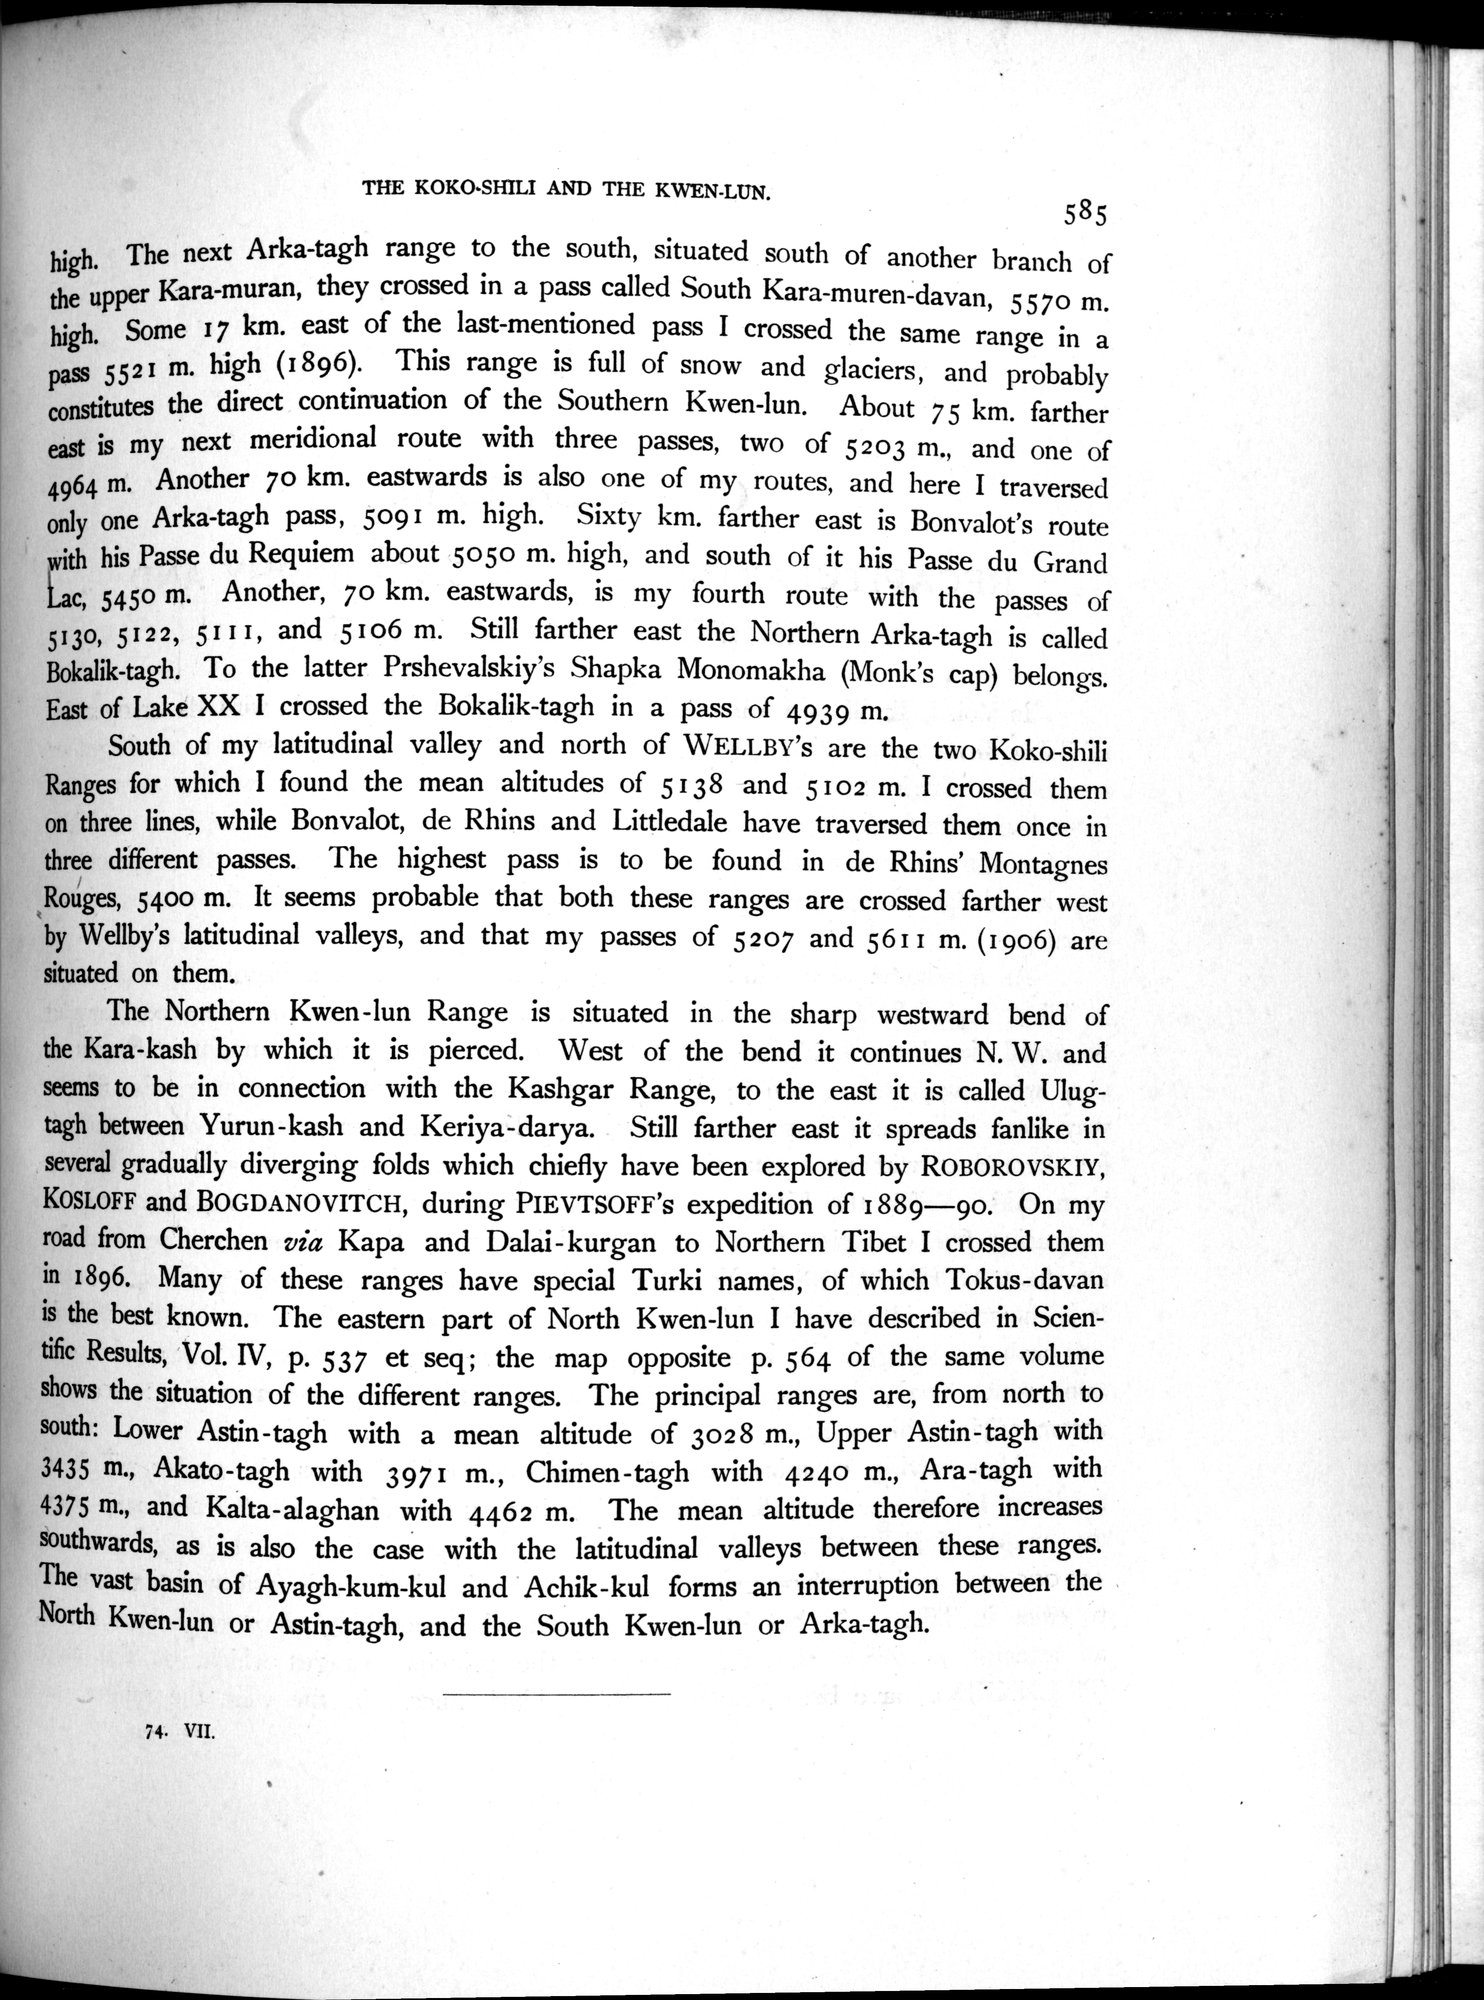 THE KOKO-SHILI AND THE KWEN-LUN.
585
high. The next Arka-tagh range to the south, situated south of another branch of
the upper Kara-muran, they crossed in a pass called South Kara-muren-davan, 5570 m.
high. Some 17 km. east of the last-mentioned pass I crossed the same range in a
pass 5521 m. high (1896). This range is full of snow and glaciers, and probably
constitutes the direct continuation of the Southern Kwen-lun. About 75 km. farther
east is my next meridional route with three passes, two of 5203 m., and one of
4964 m. Another 70 km. eastwards is also one of my routes, and here I traversed
only one Arka-tagh pass, 5091 m. high. Sixty km. farther east is Bonvalot's route
with his Passe du Requiem about 5050 m. high, and south of it his Passe du Grand
Lac, 5450 m. Another, 70 km. eastwards, is my fourth route with the passes of
5130, 5122, 5111, and 5106 m. Still farther east the Northern Arka-tagh is called
Bokalik-tagh. To the latter Prshevalskiy's Shapka Monomakha (Monk's cap) belongs.
East of Lake XX I crossed the Bokalik-tagh in a pass of 4939 m.
South of my latitudinal valley and north of WELLBY's are the two Koko-shili
Ranges for which I found the mean altitudes of 5138 and 5102 m. I crossed them
on three lines, while Bonvalot, de Rhins and Littledale have traversed them once in
three different passes. The highest pass is to be found in de Rhins' Montagnes
Rouges, 5400 m. It seems probable that both these ranges are crossed farther west
by Wellby's latitudinal valleys, and that my passes of 5207 and 5611 m. (1906) are
situated on them.
The Northern Kwen-lun Range is situated in the sharp westward bend of
the Kara-kash by which it is pierced. West of the bend it continues N. W. and
seems to be in connection with the Kashgar Range, to the east it is called Ulug-
tagh between Yurun-kash and Keriya-darya. Still farther east it spreads fanlike in
several gradually diverging folds which chiefly have been explored by ROBOROVSKIY,
KOSLOFF and BOGDANOVITCH, during PIEVTSOFF's expedition of 1889—90. On my
road from Cherchen via Kapa and Dalai-kurgan to Northern Tibet I crossed them
in 1896. Many of these ranges have special Turki names, of which Tokus-davan
is the best known. The eastern part of North Kwen-lun I have described in Scien-
tific Results, Vol. IV, p. 537 et seq; the map opposite p. 564 of the same volume
shows the situation of the different ranges. The principal ranges are, from north to
south: Lower Astin-tagh with a mean altitude of 3028 m., Upper Astin-tagh with
3435 m., Akato-tagh with 3971 m., Chimen-tagh with 4240 m., Ara-tagh with
4375 m., and Kalta-alaghan with 4462 m. The mean altitude therefore increases
southwards, as is also the case with the latitudinal valleys between these ranges.
The vast basin of Ayagh-kum-kul and Achik-kul forms an interruption between the
North Kwen-lun or Astin-tagh, and the South Kwen-lun or Arka-tagh.
74. VII.